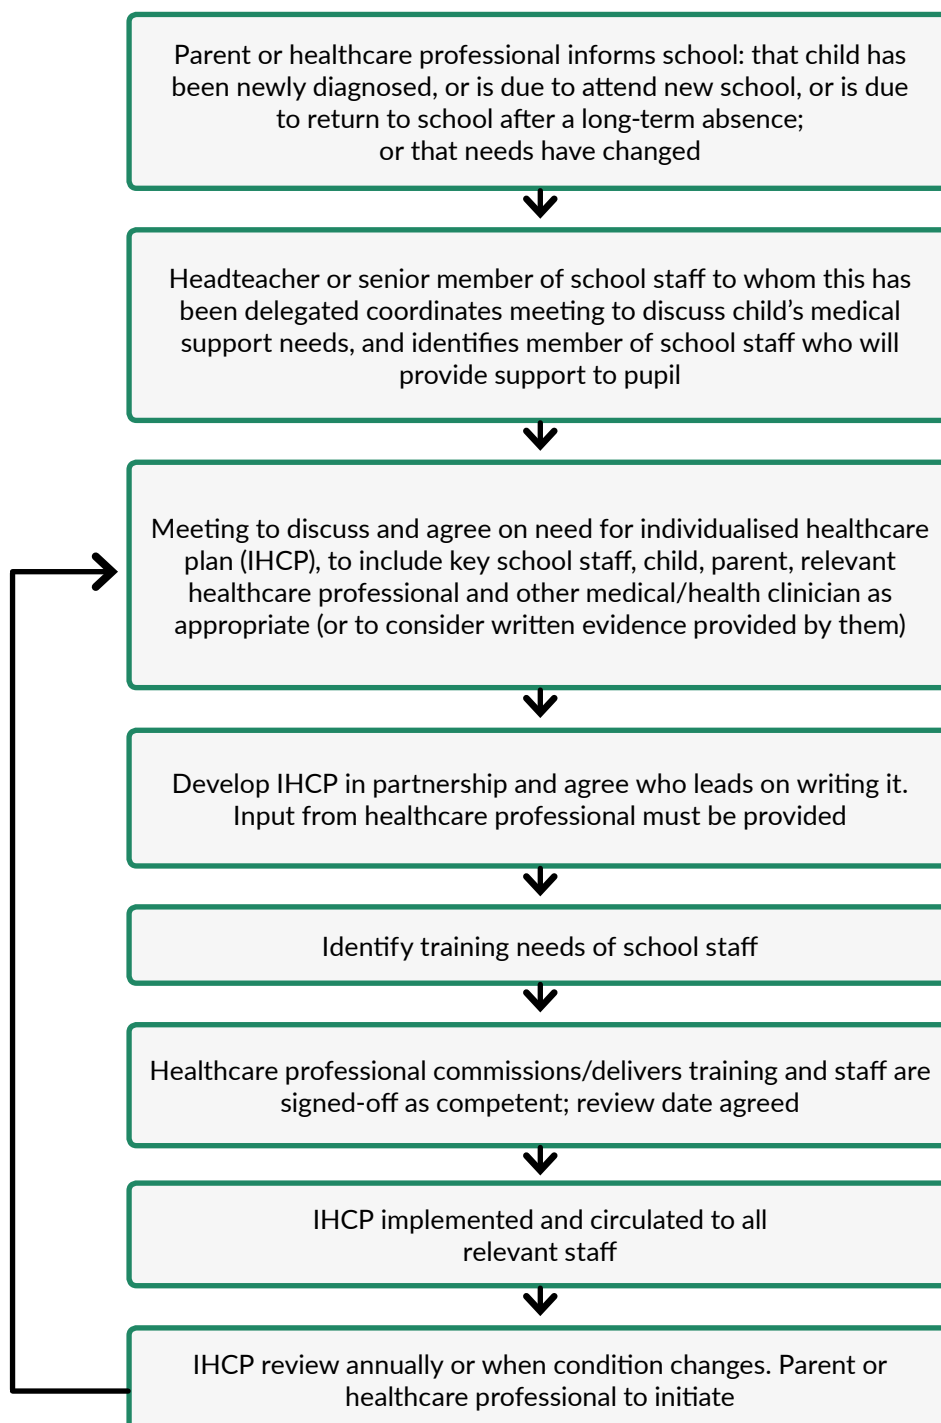 Parent or healthcare professional informs school: that child has
been newly diagnosed, or is due to attend new school, or is due
to return to school after a long-term absence;
or that needs have changed
Headteacher or senior member of school staff to whom this has
been delegated coordinates meeting to discuss child’s medical
support needs, and identifies member of school staff who will
provide support to pupil
Meeting to discuss and agree on need for individualised healthcare
plan (IHCP), to include key school staff, child, parent, relevant
healthcare professional and other medical/health clinician as
appropriate (or to consider written evidence provided by them)
Develop IHCP in partnership and agree who leads on writing it.
Input from healthcare professional must be provided
Identify training needs of school staff
Healthcare professional commissions/delivers training and staff are
signed-off as competent; review date agreed
IHCP implemented and circulated to all
relevant staff
IHCP review annually or when condition changes. Parent or
healthcare professional to initiate